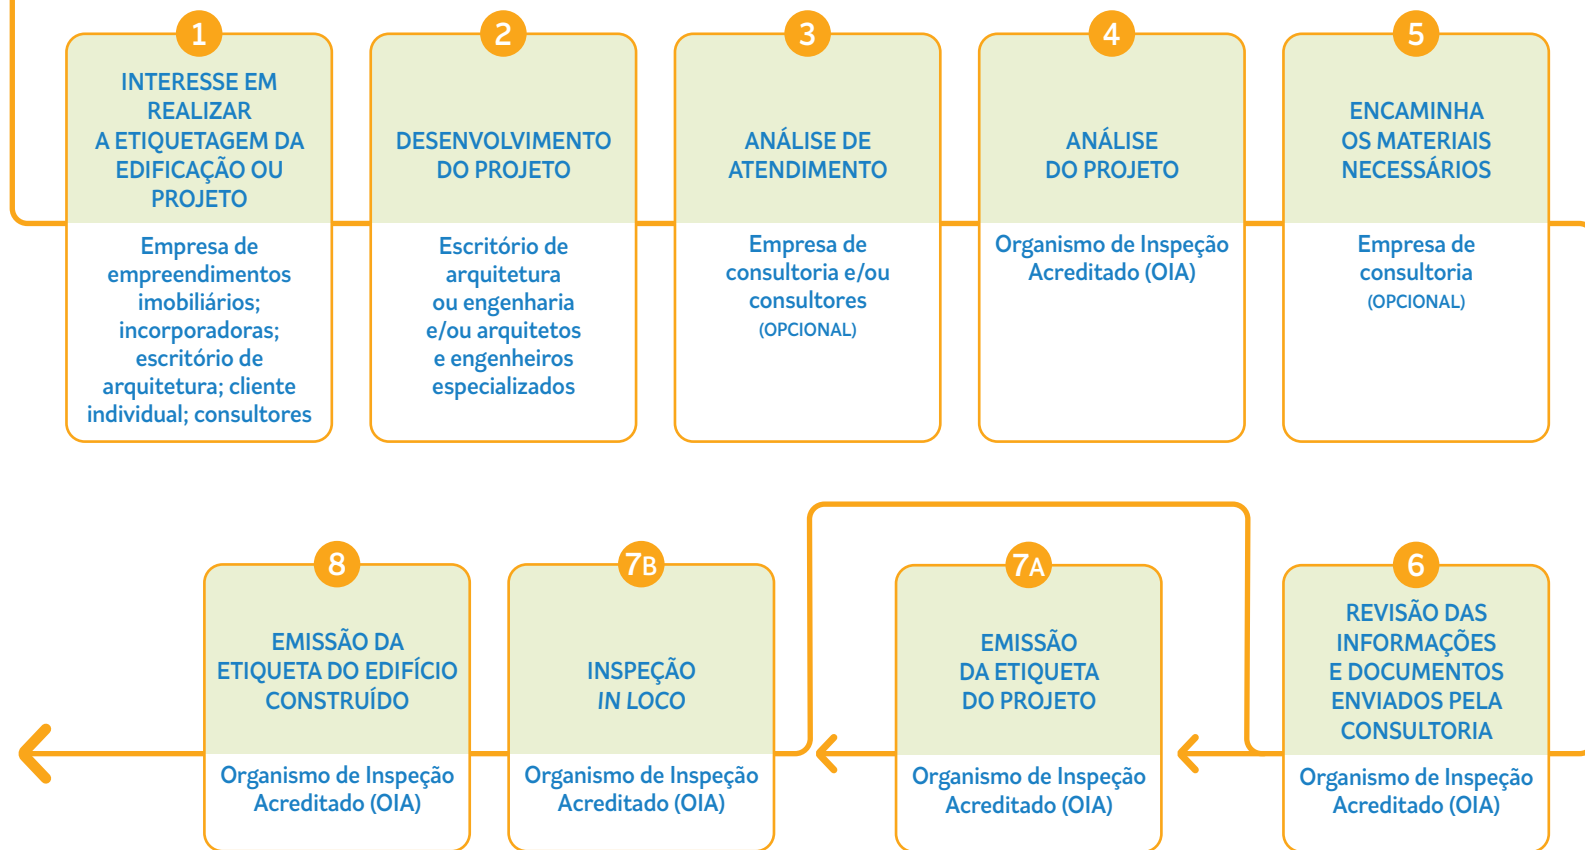 1
INTERESSE EM
REALIZAR
A ETIQUETAGEM DA
EDIFICAÇÃO OU
PROJETO
Empresa de
empreendimentos
imobiliários;
incorporadoras;
escritório de
arquitetura; cliente
individual; consultores
2
DESENVOLVIMENTO
DO PROJETO
Escritório de
arquitetura
ou engenharia
e/ou arquitetos
e engenheiros
especializados
3
ANÁLISE DE
ATENDIMENTO
Empresa de
consultoria e/ou
consultores
(OPCIONAL)
4
ANÁLISE
DO PROJETO
Organismo de Inspeção
Acreditado (OIA)
5
ENCAMINHA
OS MATERIAIS
NECESSÁRIOS
Empresa de
consultoria
(OPCIONAL)
6
REVISÃO DAS
INFORMAÇÕES
E DOCUMENTOS
ENVIADOS PELA
CONSULTORIA
Organismo de Inspeção
Acreditado (OIA)
7A
EMISSÃO
DA ETIQUETA
DO PROJETO
Organismo de Inspeção
Acreditado (OIA)
7B
INSPEÇÃO
IN LOCO
Organismo de Inspeção
Acreditado (OIA)
8
EMISSÃO DA
ETIQUETA DO EDIFÍCIO
CONSTRUÍDO
Organismo de Inspeção
Acreditado (OIA)